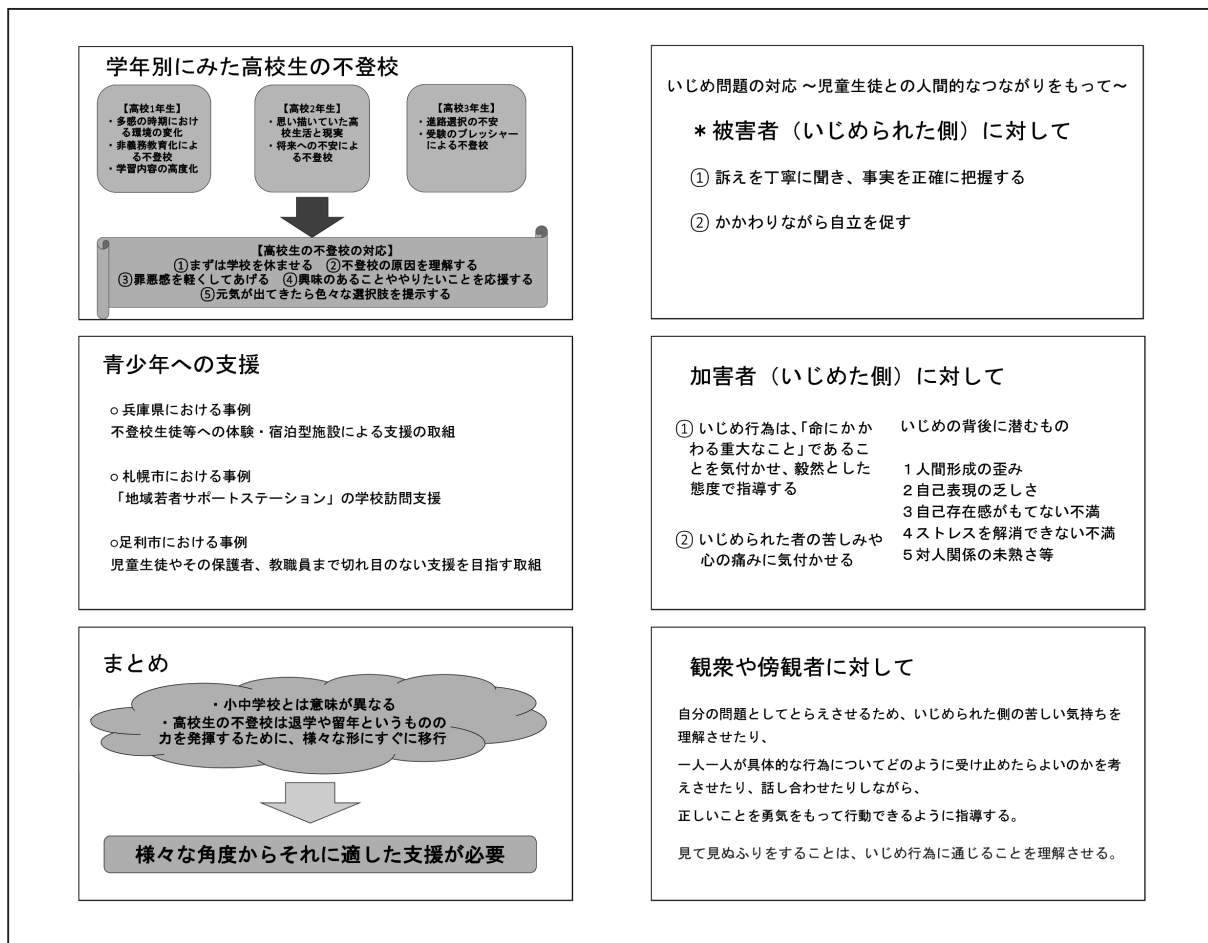 学年別にみた高校生の不登校
【高校1年生】
・多感の時期におけ
る環境の変化
・非義務教育化によ
る不登校
・学習内容の高度化
【高校2年生】
・思い描いていた高
校生活と現実
・将来への不安によ
る不登校
【高校3年生】
・進路選択の不安
・受験のプレッシャー
による不登校
【高校生の不登校の対応】
①まずは学校を休ませる ②不登校の原因を理解する
③罪悪感を軽くしてあげる ④興味のあることややりたいことを応援する
⑤元気が出てきたら色々な選択肢を提示する
青少年への支援
○兵庫県における事例
不登校生徒等への体験・宿泊型施設による支援の取組
○札幌市における事例
「地域若者サポートステーション」の学校訪問支援
○足利市における事例
児童生徒やその保護者、教職員まで切れ目のない支援を目指す取組
まとめ
・小中学校とは意味が異なる
・高校生の不登校は退学や留年というものの
力を発揮するために、様々な形にすぐに移行
様々な角度からそれに適した支援が必要
いじめ問題の対応 ~児童生徒との人間的なつながりをもって~
*被害者（いじめられた側）に対して
① 訴えを丁寧に聞き、事実を正確に把握する
② かかわりながら自立を促す
加害者（いじめた側）に対して
① いじめ行為は、「命にかか
わる重大なこと」であるこ
とを気付かせ、毅然とした
態度で指導する
② いじめられた者の苦しみや
心の痛みに気付かせる
いじめの背後に潜むもの
1人間形成の歪み
2自己表現の乏しさ
3自己存在感がもてない不満
4ストレスを解消できない不満
5対人関係の未熟さ等
観衆や傍観者に対して
自分の問題としてとらえさせるため、いじめられた側の苦しい気持ちを
理解させたり、
一人一人が具体的な行為についてどのように受け止めたらよいのかを考
えさせたり、話し合わせたりしながら、
正しいことを勇気をもって行動できるように指導する。
見て見ぬふりをすることは、いじめ行為に通じることを理解させる。